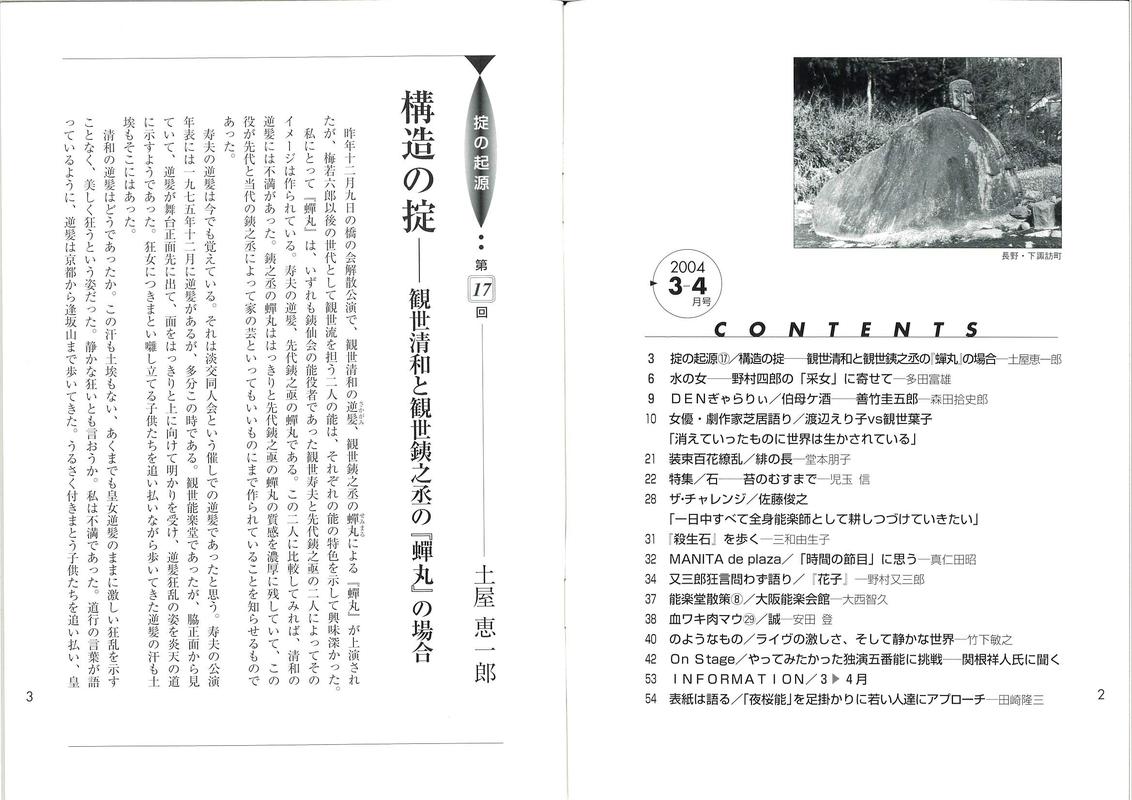 長野・下諏訪町
2004
3-4
月号
CONTENTS
3 掟の起源⑰／構造の掟──観世清和と観世銕之丞の『蟬丸』の場合─土屋恵一郎
6 水の女──野村四郎の「采女」に寄せて─多田富雄
9 DENぎゃらりぃ／伯母ケ酒──善竹圭五郎─森田拾史郎
10 女優・劇作家芝居語り／渡辺えり子vs観世葉子
「消えていったものに世界は生かされている」
21 装束百花繚乱／緋の長─堂本朋子
22 特集／石──苔のむすまで─児玉 信
28 ザ・チャレンジ／佐藤俊之
「一日中すべて全身能楽師として耕しつづけていきたい」
31 『殺生石』を歩く─三和由生子
32 MANITA de plaza／「時間の節目」に思う─真仁田昭
34 又三郎狂言問わず語り／『花子』─野村又三郎
37 能楽堂散策⑧／大阪能楽会館─大西智久
38 血ワキ肉マウ㉙／誠─安田 登
40 のようなもの／ライヴの激しさ、そして静かな世界─竹下敏之
42 On Stage／やってみたかった独演五番能に挑戦──関根祥人氏に聞く
53 INFORMATION／3▶4月
54 表紙は語る／「夜桜能」を足掛かりに若い人達にアプローチ─田崎隆三
2
掟の起源
第17回
土屋恵一郎
構造の掟──観世清和と観世銕之丞の『蟬丸』の場合
昨年十二月九日の橋の会解散公演で、観世清和の逆髪、観世銕之丞の蟬丸による『蟬丸』が上演され
たが、梅若六郎以後の世代として観世流を担う二人の能は、それぞれの能の特色を示して興味深かった。
私にとって『蟬丸』は、いずれも銕仙会の能役者であった観世寿夫と先代銕之亟の二人によってその
イメージは作られている。寿夫の逆髪、先代銕之亟の蟬丸である。この二人に比較してみれば、清和の
逆髪には不満があった。銕之丞の蟬丸ははっきりと先代銕之亟の蟬丸の質感を濃厚に残していて、この
役が先代と当代の銕之丞によって家の芸といってもいいものにまで作られていることを知らせるもので
あった。
寿夫の逆髪は今でも覚えている。それは淡交同人会という催しでの逆髪であったと思う。寿夫の公演
年表には一九七五年十二月に逆髪があるが、多分この時である。観世能楽堂であったが、脇正面から見
ていて、逆髪が舞台正面先に出て、面をはっきりと上に向けて明かりを受け、逆髪狂乱の姿を炎天の道
に示すようであった。狂女につきまとい囃し立てる子供たちを追い払いながら歩いてきた逆髪の汗も土
埃もそこにはあった。
清和の逆髪はどうであったか。この汗も土埃もない、あくまでも皇女逆髪のままに激しい狂乱を示す
ことなく、美しく狂うという姿だった。静かな狂いとも言おうか。私は不満であった。道行の言葉が語
っているように、逆髪は京都から逢坂山まで歩いてきた。うるさく付きまとう子供たちを追い払い、皇
3